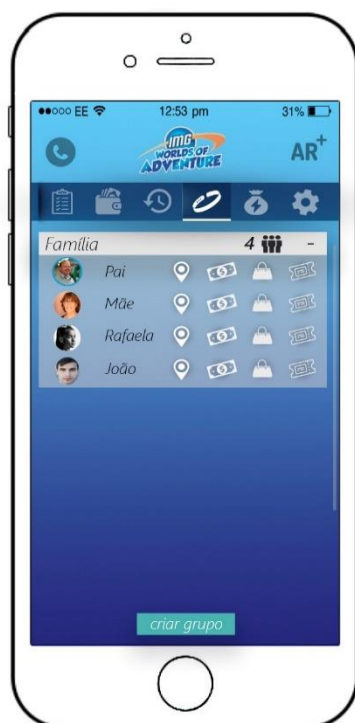 ●●○○○ EE 12:53 pm 31%
IMG
WORLDS OF
ADVENTURE
AR+
Família 4 -
Pai
Mãe
Rafaela
João
criar grupo